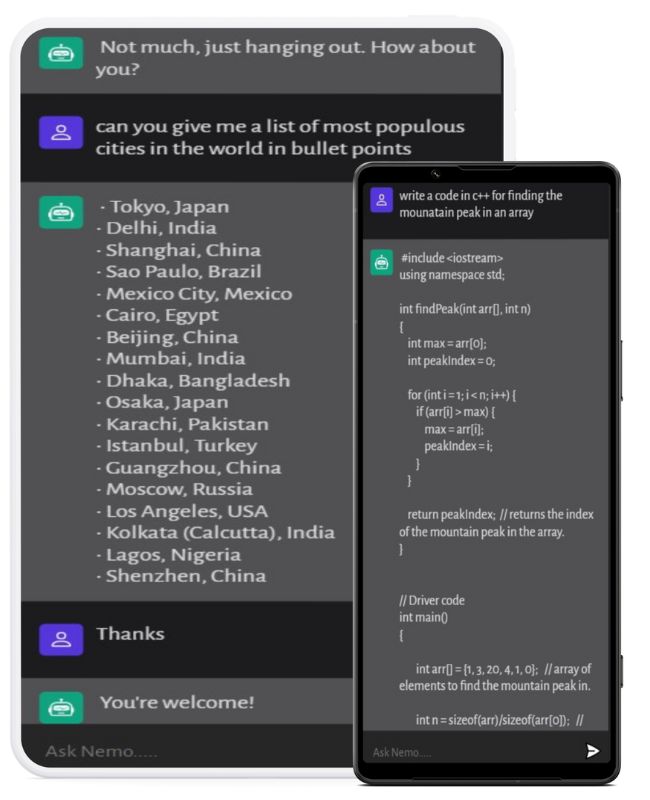 Not much, just hanging out. How about
you?
can you give me a list of most populous
cities in the world in bullet points
· Tokyo, Japan
· Delhi, India
· Shanghai, China
· Sao Paulo, Brazil
· Mexico City, Mexico
· Cairo, Egypt
· Beijing, China
· Mumbai, India
· Dhaka, Bangladesh
· Osaka, Japan
· Karachi, Pakistan
· Istanbul, Turkey
· Guangzhou, China
· Moscow, Russia
· Los Angeles, USA
· Kolkata (Calcutta), India
· Lagos, Nigeria
· Shenzhen, China
Thanks
You're welcome!
Ask Nemo.....
write a code in c++ for finding the
mounatain peak in an array
#include <iostream>
using namespace std;
int findPeak(int arr[], int n)
{
int max = arr[0];
int peakIndex = 0;
for (int i = 1; i < n; i++) {
if (arr[i] > max) {
max = arr[i];
peakIndex = i;
}
}
return peakIndex; // returns the index
of the mountain peak in the array.
}
// Driver code
int main()
{
int arr[] = {1, 3, 20, 4, 1, 0}; // array of
elements to find the mountain peak in.
int n = sizeof(arr)/sizeof(arr[0]); //
Ask Nemo.....